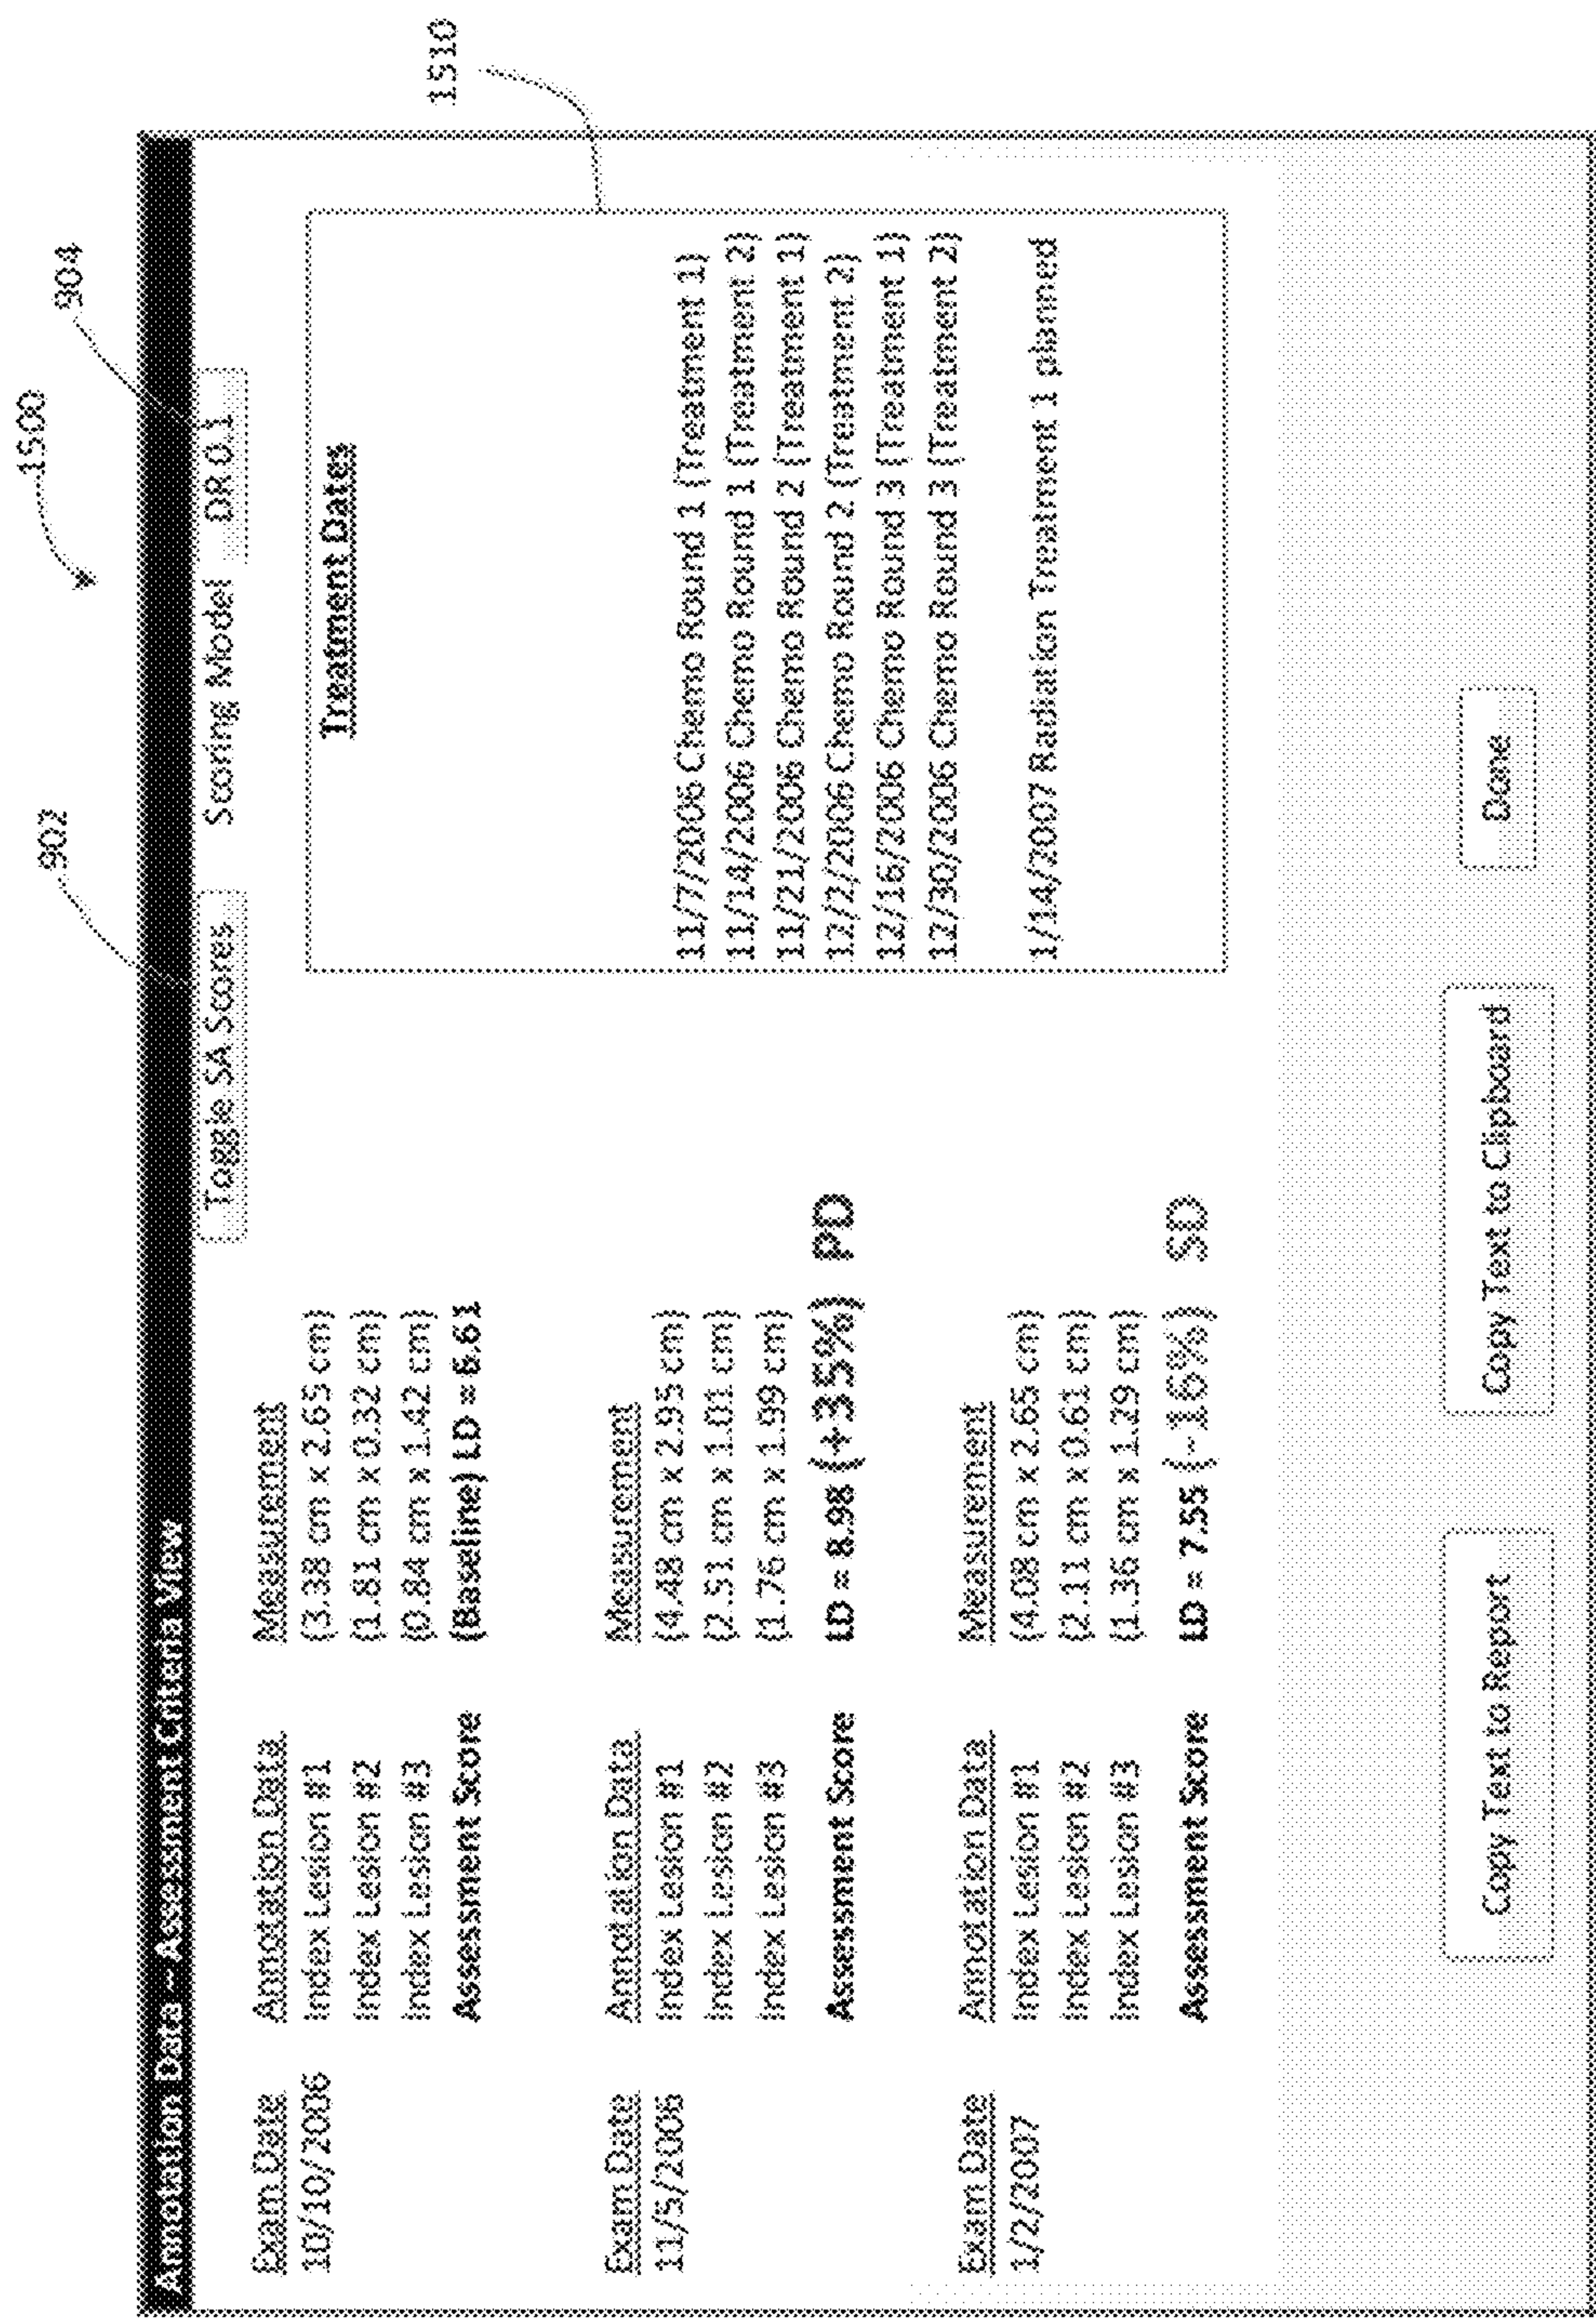 1500
902
904
Annotation Data – Assessment Criteria View
Toggle SA Scores Scoring Model DR 0.1
Exam Date Annotation Data Measurement
10/10/2006 Index Lesion #1 (3.38 cm x 2.65 cm)
Index Lesion #2 (1.81 cm x 0.32 cm)
Index Lesion #3 (0.84 cm x 1.42 cm)
Assessment Score (Baseline) LD = 6.61
Exam Date Annotation Data Measurement
11/5/2006 Index Lesion #1 (4.48 cm x 2.95 cm)
Index Lesion #2 (2.51 cm x 1.01 cm)
Index Lesion #3 (1.76 cm x 1.99 cm)
Assessment Score LD = 8.98 (+35%) PD
Exam Date Annotation Data Measurement
1/2/2007 Index Lesion #1 (4.08 cm x 2.65 cm)
Index Lesion #2 (2.11 cm x 0.61 cm)
Index Lesion #3 (1.36 cm x 1.29 cm)
Assessment Score LD = 7.55 (-16%) SD
Treatment Dates
11/7/2006 Chemo Round 1 (Treatment 1)
11/14/2006 Chemo Round 1 (Treatment 2)
11/21/2006 Chemo Round 2 (Treatment 1)
12/2/2006 Chemo Round 2 (Treatment 2)
12/16/2006 Chemo Round 3 (Treatment 1)
12/30/2006 Chemo Round 3 (Treatment 2)
1/14/2007 Radiation Treatment 1 planned
1510
Copy Text to Report
Copy Text to Clipboard
Done